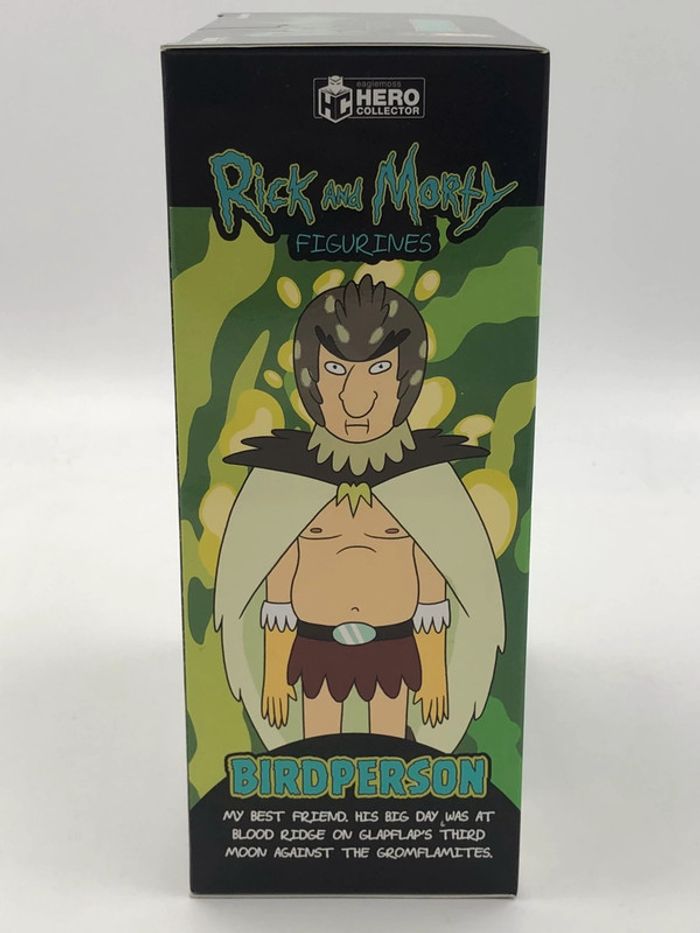 eaglemoss
HC HERO
COLLECTOR
Rick and Morty
FIGURINES
BIRDPERSON
MY BEST FRIEND. HIS BIG DAY WAS AT
BLOOD RIDGE ON GLAPFLAP'S THIRD
MOON AGAINST THE GROMFLAMITES.